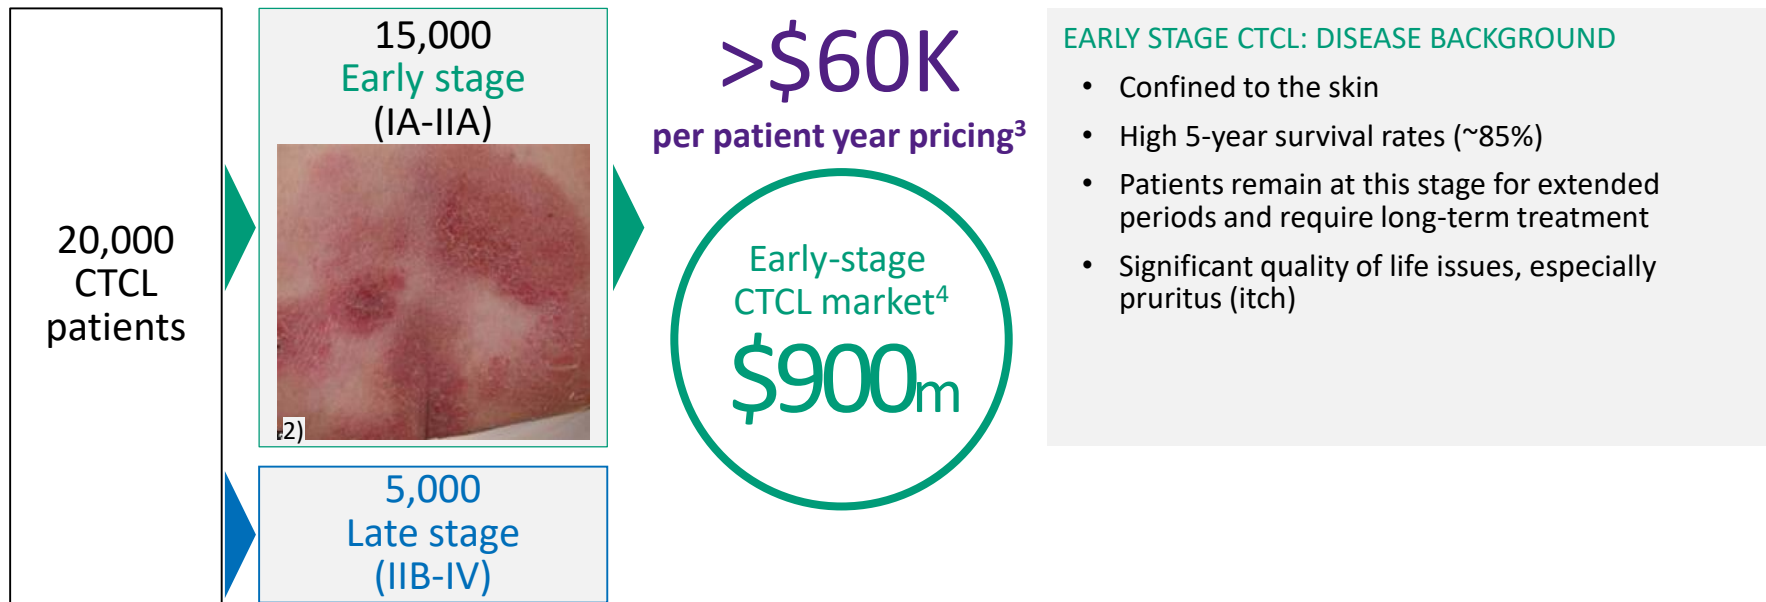 20,000
CTCL
patients
15,000
Early stage
(IA-IIA)
2)
5,000
Late stage
(IIB-IV)
>$60K
per patient year pricing³
Early-stage
CTCL market⁴
$900m
EARLY STAGE CTCL: DISEASE BACKGROUND
• Confined to the skin
• High 5-year survival rates (~85%)
• Patients remain at this stage for extended
periods and require long-term treatment
• Significant quality of life issues, especially
pruritus (itch)